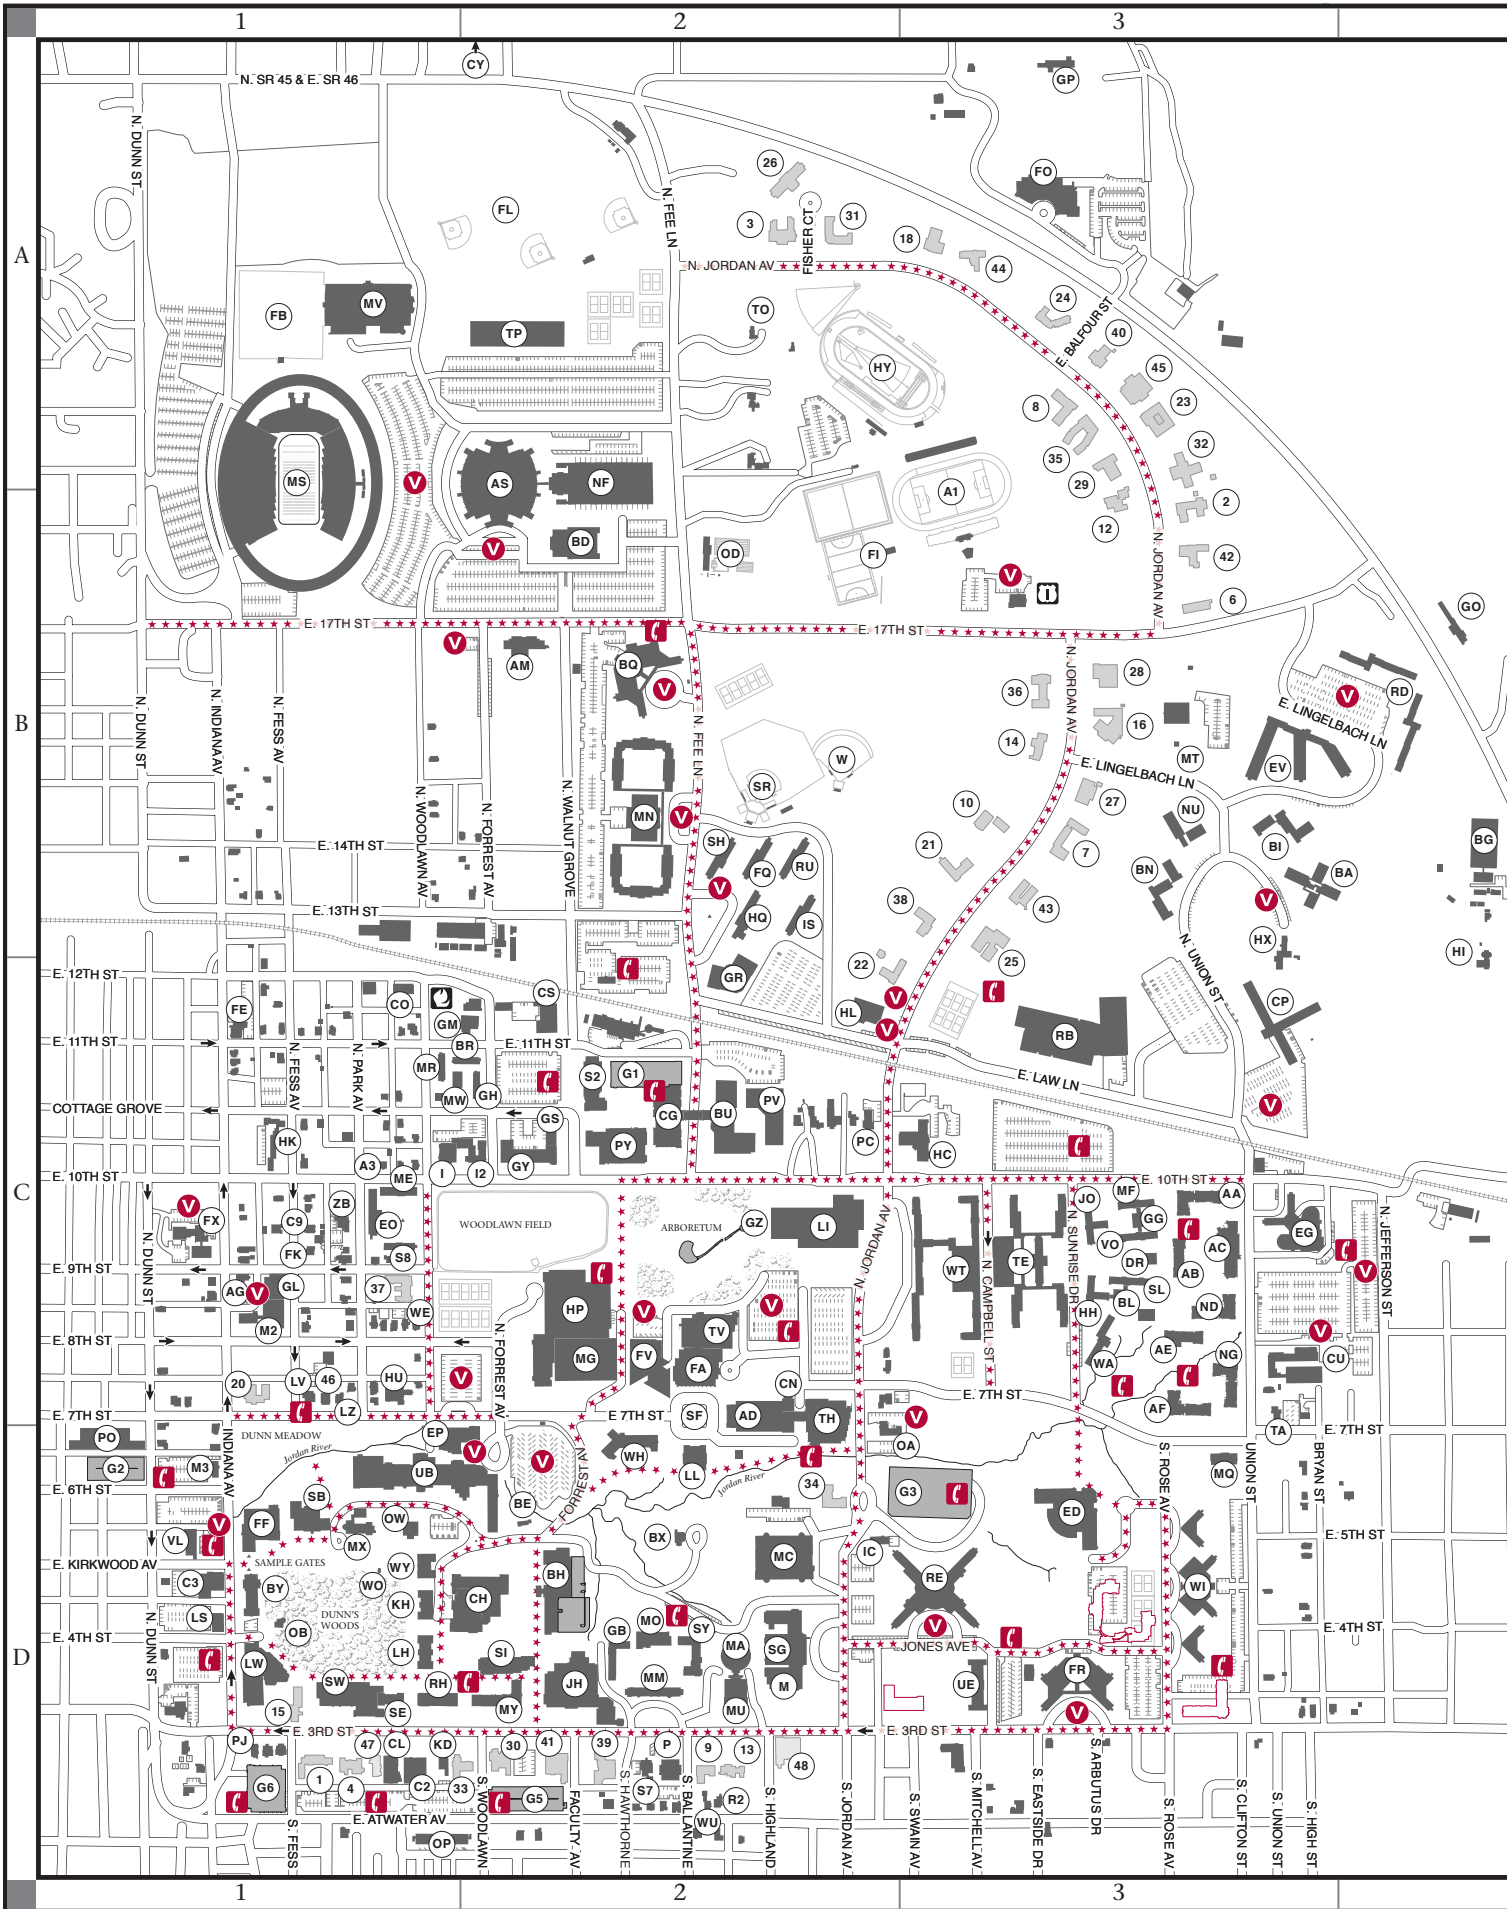 1 2 3
CY
N. SR 45 & E. SR 46
GP
N. DUNN ST
26
FO
FL
N. FEE LN
3
FISHER CT
31
18
A
N. JORDAN AV
44
MV
FB
TO
24
E. BALFOUR ST
TP
40
HY
45
8
23
35
32
MS
V
AS
NF
29
A1
2
12
BD
V
OD
FI
N. JORDAN AV
42
V
I
6
GO
E. 17TH ST
E. 17TH ST
V
AM
BQ
V
N. JORDAN AV
28
36
RD
V
N. DUNN ST
N. INDIANA AV
N. FESS AV
N. FEE LN
16
E. LINGELBACH LN
B
14
MT
W
EV
E. LINGELBACH LN
SR
27
N. WOODLAWN AV
N. FORREST AV
N. WALNUT GROVE
10
NU
MN
V
E. 14TH ST
SH
21
7
BI
BG
FQ
RU
BN
BA
V
38
43
V
E. 13TH ST
HQ
IS
HX
N. UNION ST
HI
22
25
E. 12TH ST
GR
CS
V
CO
FE
HL
CP
GM
V
RB
E. 11TH ST
BR
E. 11TH ST
N. FESS AV
N. PARK AV
MR
S2
G1
E. LAW LN
MW
GH
PV
V
COTTAGE GROVE
GS
CG
BU
HK
PY
PC
HC
A3
GY
E. 10TH ST
ME
I
I2
E. 10TH ST
C
MF
AA
JO
V
ZB
FX
C9
EO
WOODLAWN FIELD
ARBORETUM
GZ
LI
GG
EG
N. JORDAN AV
N. SUNRISE DR
N. JEFFERSON ST
FK
VO
AC
N. DUNN ST
S8
TE
DR
E. 9TH ST
WT
AB
V
N. CAMPBELL ST
AG
V
GL
37
SL
BL
HP
V
V
ND
HH
WE
M2
TV
V
E. 8TH ST
N. FORREST AV
FV
AE
MG
NG
CU
WA
FA
20
LV
46
HU
V
CN
E. 7TH ST
AF
LZ
E. 7TH ST
E. 7TH ST
SF
AD
TH
V
E. 7TH ST
TA
DUNN MEADOW
EP
PO
Jordan River
OA
INDIANA AV
V
V
WH
FORREST AV
S. ROSE AV
UNION ST
BRYAN ST
G2
M3
UB
LL
MQ
Jordan River
34
E. 6TH ST
G3
SB
BE
V
FF
OW
ED
VL
MX
BX
E. 5TH ST
IC
E. KIRKWOOD AV
SAMPLE GATES
MC
WY
BH
C3
BY
WO
RE
WI
CH
KH
LS
DUNN'S
WOODS
MO
V
N. DUNN ST
OB
GB
SY
E. 4TH ST
E. 4TH ST
MA
JONES AVE
SG
D
LH
SI
LW
FR
MM
SW
RH
JH
UE
M
MU
15
SE
MY
V
E. 3RD ST
E. 3RD ST
PJ
47
CL
KD
30
41
39
P
9
13
48
G6
1
4
C2
33
G5
S7
R2
WU
E. ATWATER AV
OP
S. FESS
S. WOODLAWN
FACULTY AV
S. HAWTHORNE
S. BALLANTINE
S. HIGHLAND
S. JORDAN AV
S. SWAIN AV
S. MITCHELL AV
S. EASTSIDE DR
S. ARBUTUS DR
S. ROSE AV
S. CLIFTON ST
S. UNION ST
S. HIGH ST
1 2 3